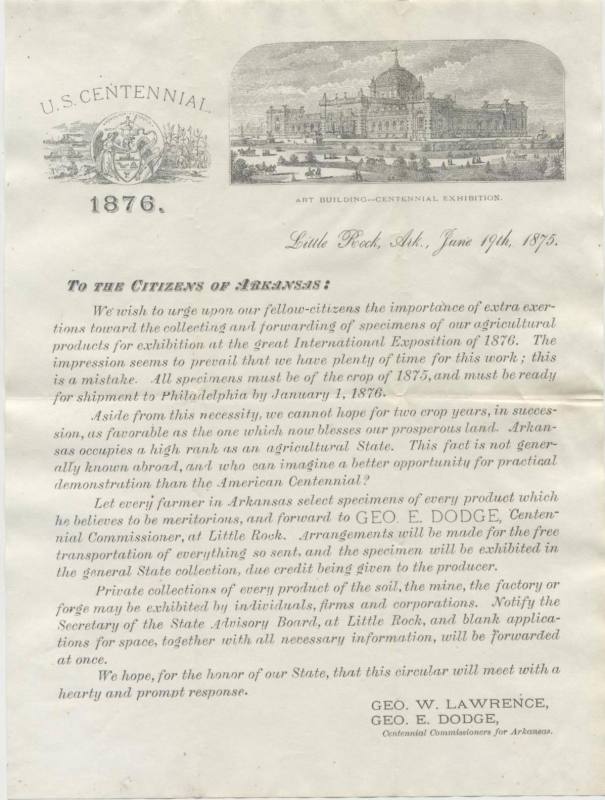 U.S. CENTENNIAL
1876.
ART BUILDING—CENTENNIAL EXHIBITION.
Little Rock, Ark., June 19th, 1875.
TO THE CITIZENS OF ARKANSAS:
We wish to urge upon our fellow-citizens the importance of extra exer-
tions toward the collecting and forwarding of specimens of our agricultural
products for exhibition at the great International Exposition of 1876. The
impression seems to prevail that we have plenty of time for this work; this
is a mistake. All specimens must be of the crop of 1875, and must be ready
for shipment to Philadelphia by January 1, 1876.
Aside from this necessity, we cannot hope for two crop years, in succes-
sion, as favorable as the one which now blesses our prosperous land. Arkan-
sas occupies a high rank as an agricultural State. This fact is not gener-
ally known abroad, and who can imagine a better opportunity for practical
demonstration than the American Centennial?
Let every farmer in Arkansas select specimens of every product which
he believes to be meritorious, and forward to GEO. E. DODGE, Centen-
nial Commissioner, at Little Rock. Arrangements will be made for the free
transportation of everything so sent, and the specimen will be exhibited in
the general State collection, due credit being given to the producer.
Private collections of every product of the soil, the mine, the factory or
forge may be exhibited by individuals, firms and corporations. Notify the
Secretary of the State Advisory Board, at Little Rock, and blank applica-
tions for space, together with all necessary information, will be forwarded
at once.
We hope, for the honor of our State, that this circular will meet with a
hearty and prompt response.
GEO. W. LAWRENCE,
GEO. E. DODGE,
Centennial Commissioners for Arkansas.